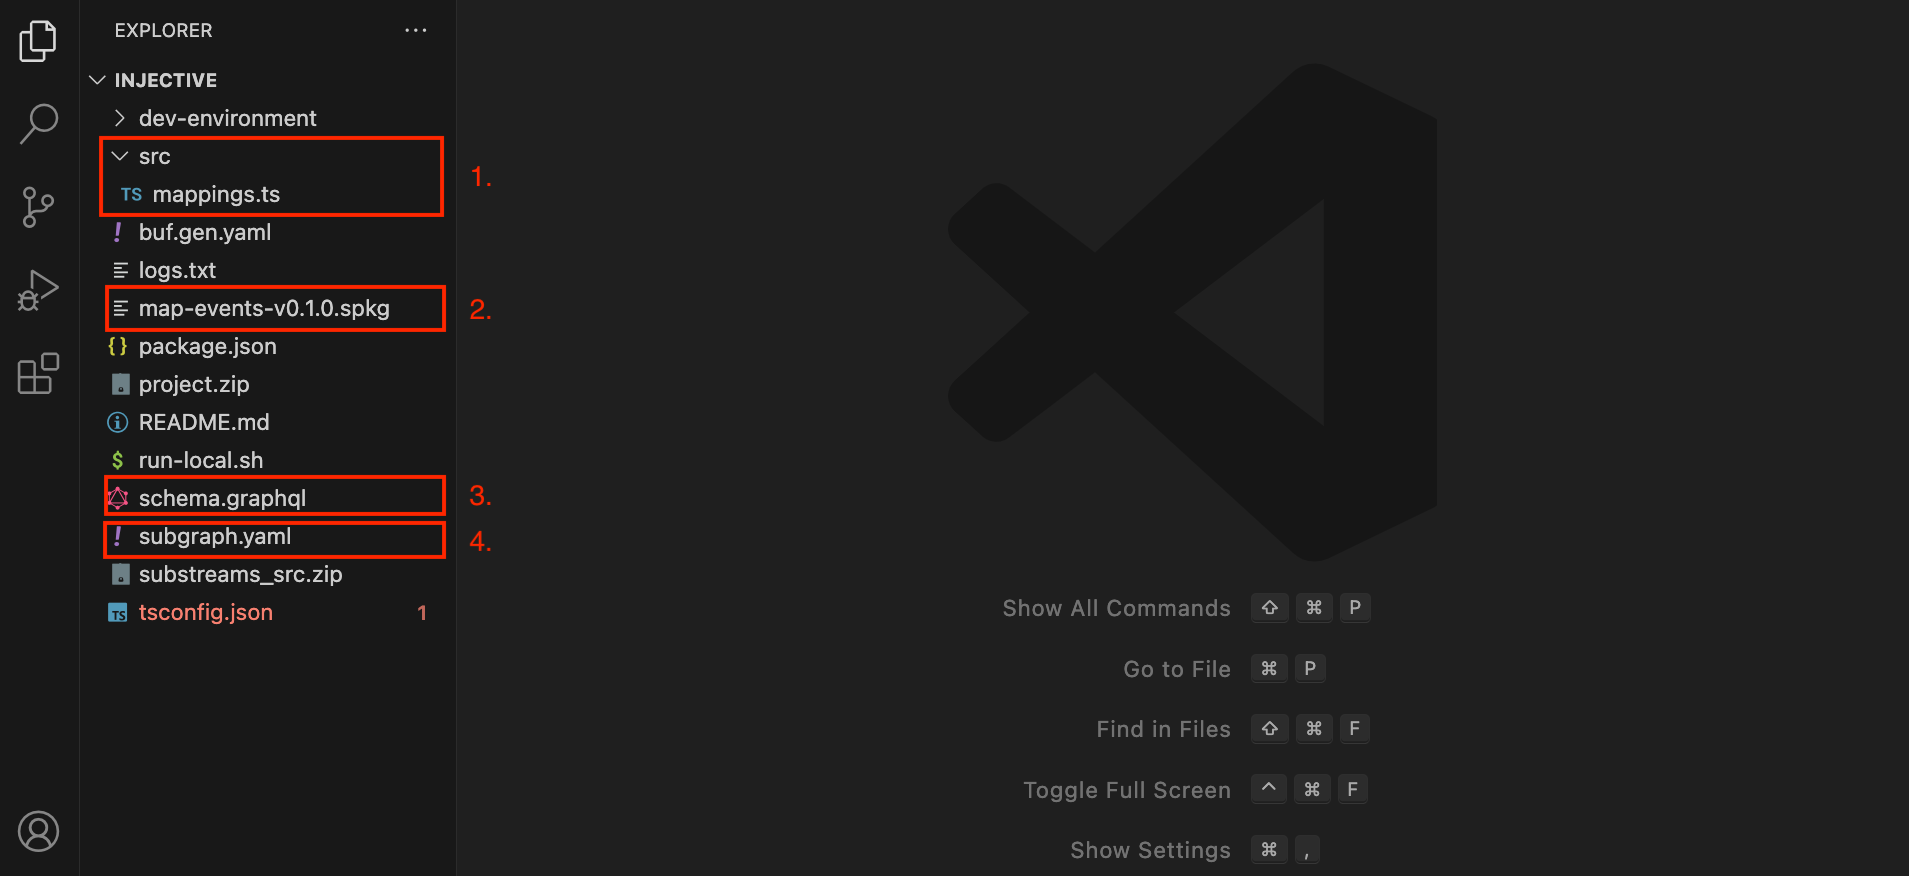 EXPLORER
INJECTIVE
dev-environment
src
1.
TS mappings.ts
! buf.gen.yaml
logs.txt
map-events-v0.1.0.spkg 2.
{} package.json
project.zip
README.md
$ run-local.sh
schema.graphql 3.
! subgraph.yaml 4.
substreams_src.zip
TS tsconfig.json 1
Show All Commands ⇧ ⌘ P
Go to File ⌘ P
Find in Files ⇧ ⌘ F
Toggle Full Screen ^ ⌘ F
Show Settings ⌘ ,